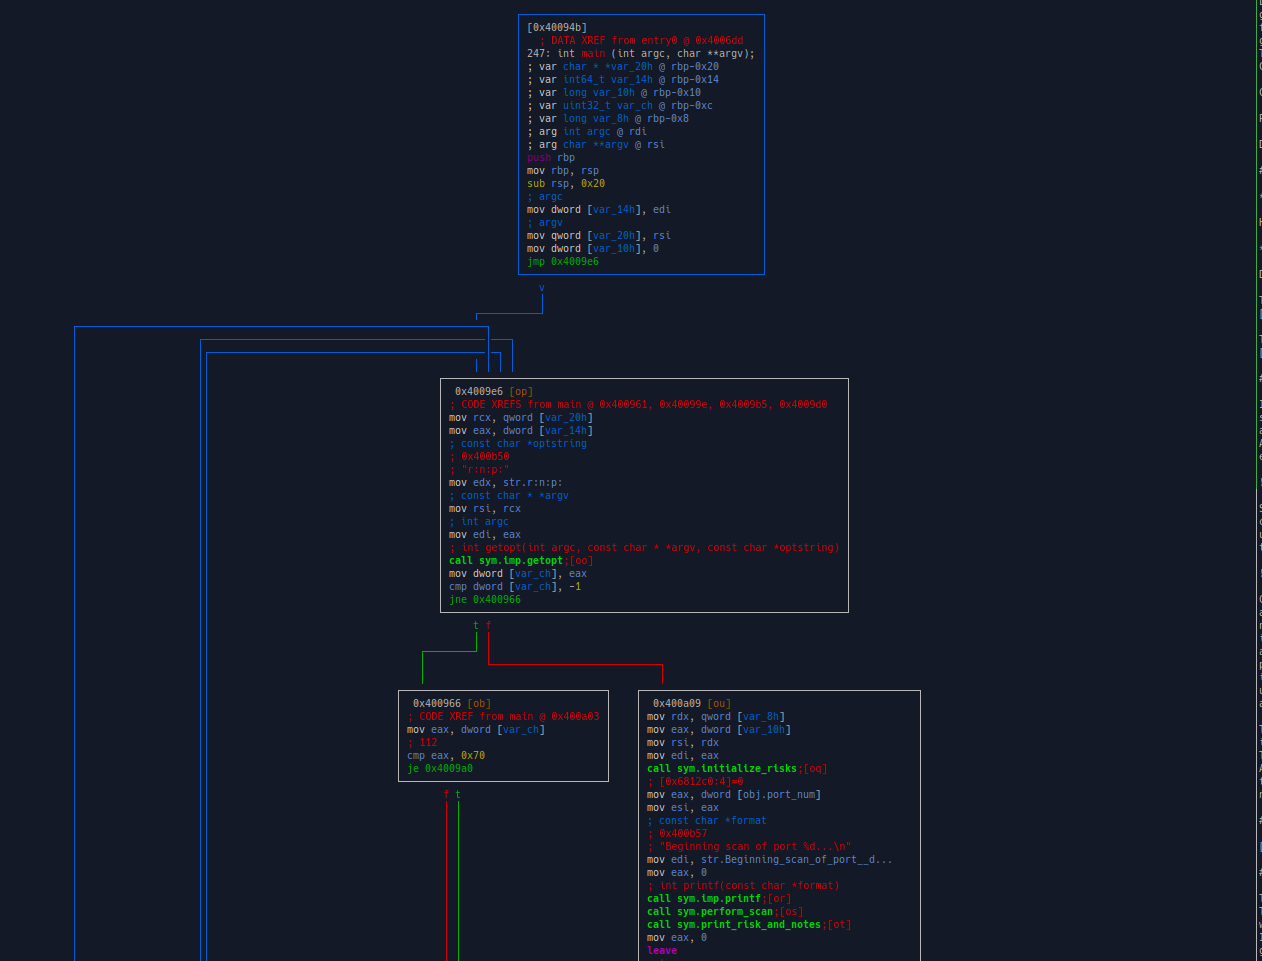 [0x40094b]
; DATA XREF from entry0 @ 0x4006dd
247: int main (int argc, char **argv);
; var char * *var_20h @ rbp-0x20
; var int64_t var_14h @ rbp-0x14
; var long var_10h @ rbp-0x10
; var uint32_t var_ch @ rbp-0xc
; var long var_8h @ rbp-0x8
; arg int argc @ rdi
; arg char **argv @ rsi
push rbp
mov rbp, rsp
sub rsp, 0x20
; argc
mov dword [var_14h], edi
; argv
mov qword [var_20h], rsi
mov dword [var_10h], 0
jmp 0x4009e6
v
0x4009e6 [op]
; CODE XREFS from main @ 0x400961, 0x40099e, 0x4009b5, 0x4009d0
mov rcx, qword [var_20h]
mov eax, dword [var_14h]
; const char *optstring
; 0x400b50
; "r:n:p:"
mov edx, str.r:n:p:
; const char * *argv
mov rsi, rcx
; int argc
mov edi, eax
; int getopt(int argc, const char * *argv, const char *optstring)
call sym.imp.getopt;[oo]
mov dword [var_ch], eax
cmp dword [var_ch], -1
jne 0x400966
t f
0x400966 [ob]
; CODE XREF from main @ 0x400a03
mov eax, dword [var_ch]
; 112
cmp eax, 0x70
je 0x4009a0
f t
0x400a09 [ou]
mov rdx, qword [var_8h]
mov eax, dword [var_10h]
mov rsi, rdx
mov edi, eax
call sym.initialize_risks;[oq]
; [0x6012c0:4]=0
mov eax, dword [obj.port_num]
mov esi, eax
; const char *format
; 0x400b57
; "Beginning scan of port %d...\n"
mov edi, str.Beginning_scan_of_port__d...
mov eax, 0
; int printf(const char *format)
call sym.imp.printf;[or]
call sym.perform_scan;[os]
call sym.print_risk_and_notes;[ot]
mov eax, 0
leave